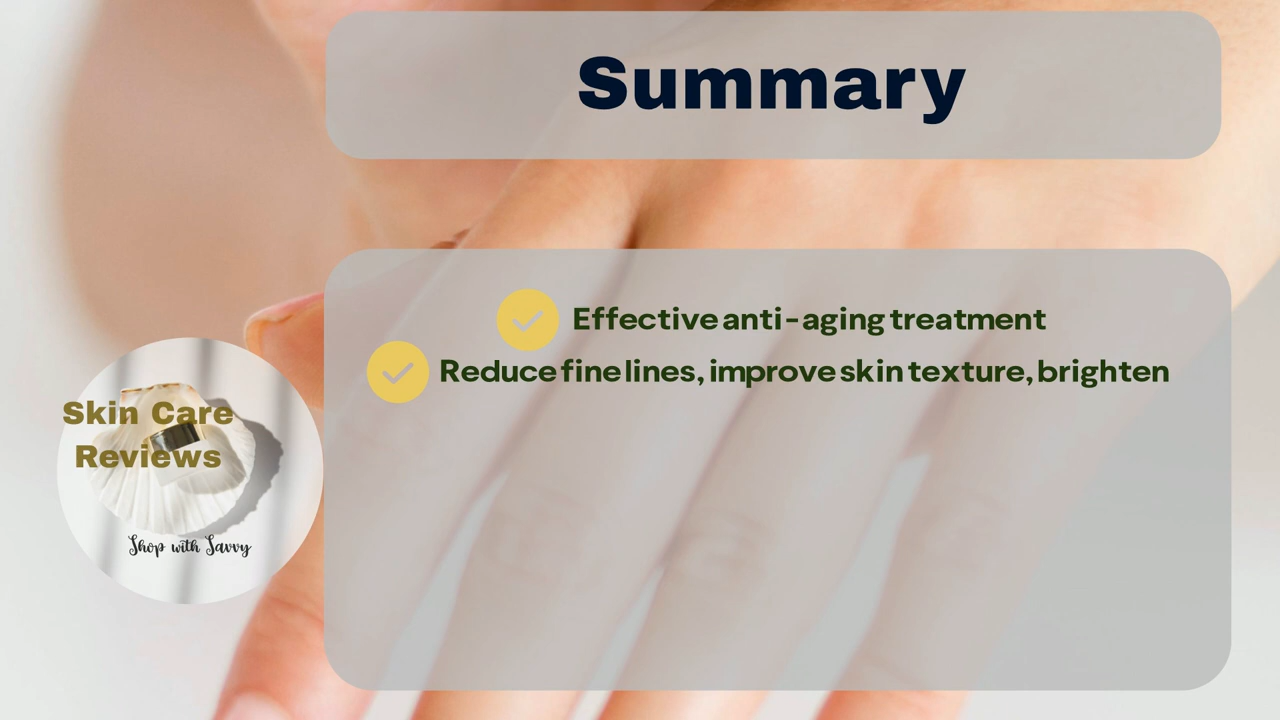 Summary
Effective anti-aging treatment
Reduce fine lines, improve skin texture, brighten
Skin Care
Reviews
Shop with Savvy